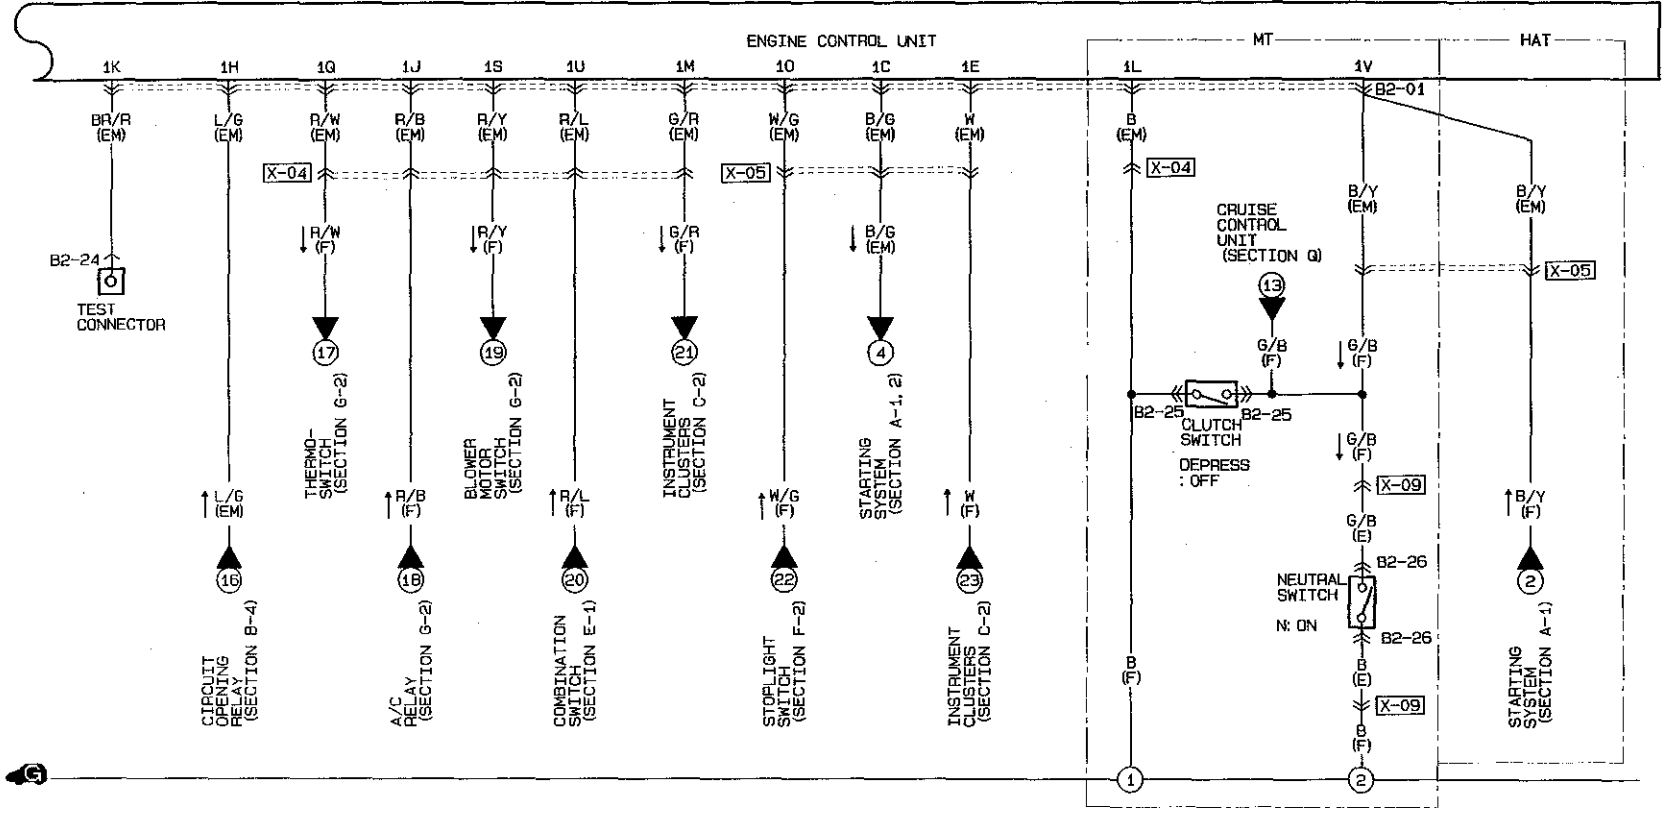 ENGINE CONTROL UNIT
MT
HAT
1K 1H 1Q 1J 1S 1U 1M 1O 1C 1E 1L 1V
B2-01
BR/R L/G R/W R/B R/Y R/L G/R W/G B/G W B
(EM) (EM) (EM) (EM) (EM) (EM) (EM) (EM) (EM) (EM) (EM)
X-04
X-05
X-04
B/Y
(EM)
B/Y
(EM)
CRUISE
CONTROL
UNIT
(SECTION Q)
13
X-05
R/W
(F)
R/Y
(F)
G/R
(F)
B/G
(EM)
B2-24
TEST
CONNECTOR
17
19
21
4
G/B
(F)
G/B
(F)
THERMO-
SWITCH
(SECTION G-2)
BLOWER
MOTOR
SWITCH
(SECTION G-2)
INSTRUMENT
CLUSTERS
(SECTION C-2)
STARTING
SYSTEM
(SECTION A-1, 2)
B2-25
B2-25
CLUTCH
SWITCH
DEPRESS
: OFF
G/B
(F)
X-09
G/B
(E)
L/G
(EM)
R/B
(F)
R/L
(F)
W/G
(F)
W
(F)
B/Y
(F)
16
18
20
22
23
2
B2-26
NEUTRAL
SWITCH
N: ON
B2-26
CIRCUIT
OPENING
RELAY
(SECTION B-4)
A/C
RELAY
(SECTION G-2)
COMBINATION
SWITCH
(SECTION E-1)
STOPLIGHT
SWITCH
(SECTION F-2)
INSTRUMENT
CLUSTERS
(SECTION C-2)
B
(F)
B
(E)
X-09
B
(F)
STARTING
SYSTEM
(SECTION A-1)
G
1
2